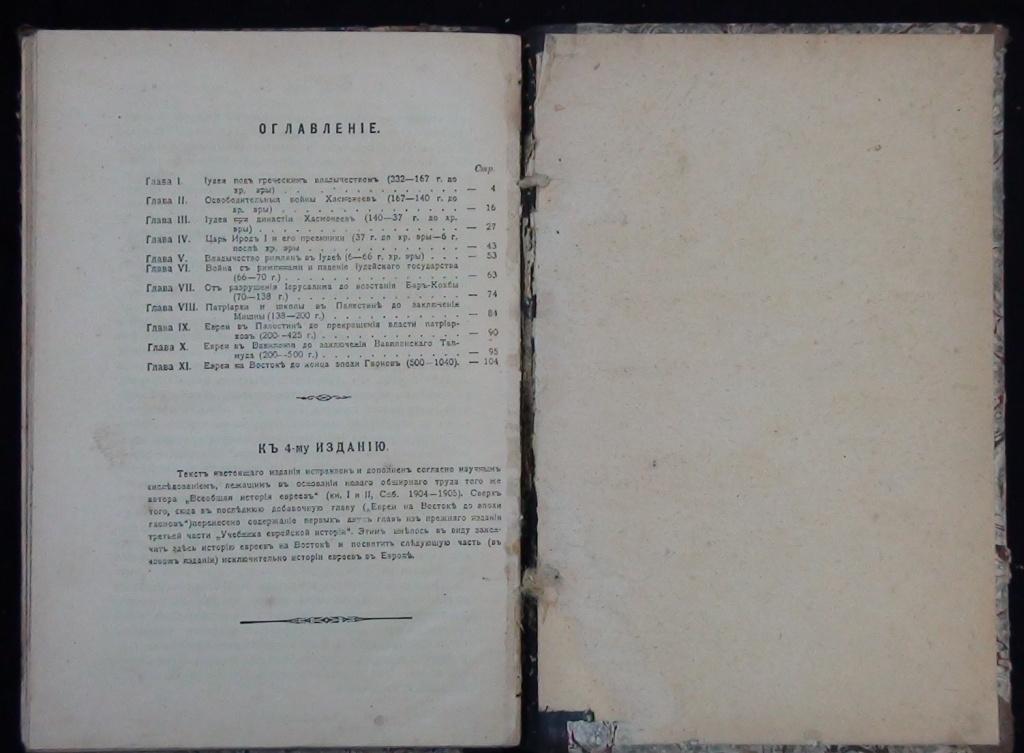 ОГЛАВЛЕНІЕ.
Стр.
Глава I. Іудея подъ греческимъ владычествомъ (332—167 г. до
хр. эры) . . . . . . . . . . . . . . . — 4
Глава II. Освободительныя войны Хасмонеевъ (167—140 г. до
хр. эры) . . . . . . . . . . . . . . . — 16
Глава III. Іудея при династіи Хасмонеевъ (140—37 г. до хр.
эры) . . . . . . . . . . . . . . . — 27
Глава IV. Царь Иродъ I и его преемники (37 г. до хр. эры—6 г.
послѣ хр. эры . . . . . . . . . . . . — 43
Глава V. Владычество римлянъ въ Іудеѣ (6—66 г. хр. эры) . . . — 53
Глава VI. Война съ римлянами и паденіе Іудейскаго государства
(66—70 г.) . . . . . . . . . . . . . . — 63
Глава VII. Отъ разрушенія Іерусалима до возстанія Баръ-Кохбы
(70—138 г.) . . . . . . . . . . . . . — 74
Глава VIII. Патріархи и школы въ Палестинѣ до заключенія
Мишны (138—200 г.) . . . . . . . . . . — 84
Глава IX. Евреи въ Палестинѣ до прекращенія власти патріар-
ховъ (200—425 г.) . . . . . . . . . . . — 90
Глава X. Евреи въ Вавилоніи до заключенія Вавилонскаго Тал-
муда (200—500 г.) . . . . . . . . . . . — 95
Глава XI. Евреи на Востокѣ до конца эпохи Гаоновъ (500—1040). — 104
КЪ 4-му ИЗДАНІЮ.
Текстъ настоящаго изданія исправленъ и дополненъ согласно научнымъ
изслѣдованіямъ, лежащимъ въ основаніи новаго обширнаго труда того же
автора „Всеобщая исторія евреевъ“ (кн. I и II, Спб. 1904—1905). Сверхъ
того, сюда въ послѣднюю добавочную главу („Евреи на Востокѣ до эпохи
гаоновъ“) перенесено содержаніе первыхъ двухъ главъ изъ прежняго изданія
третьей части „Учебника еврейской исторіи“. Этимъ имѣлось въ виду закон-
чить здѣсь исторію евреевъ на Востокѣ и посвятить слѣдующую часть (въ
новомъ изданіи) исключительно исторіи евреевъ въ Европѣ.